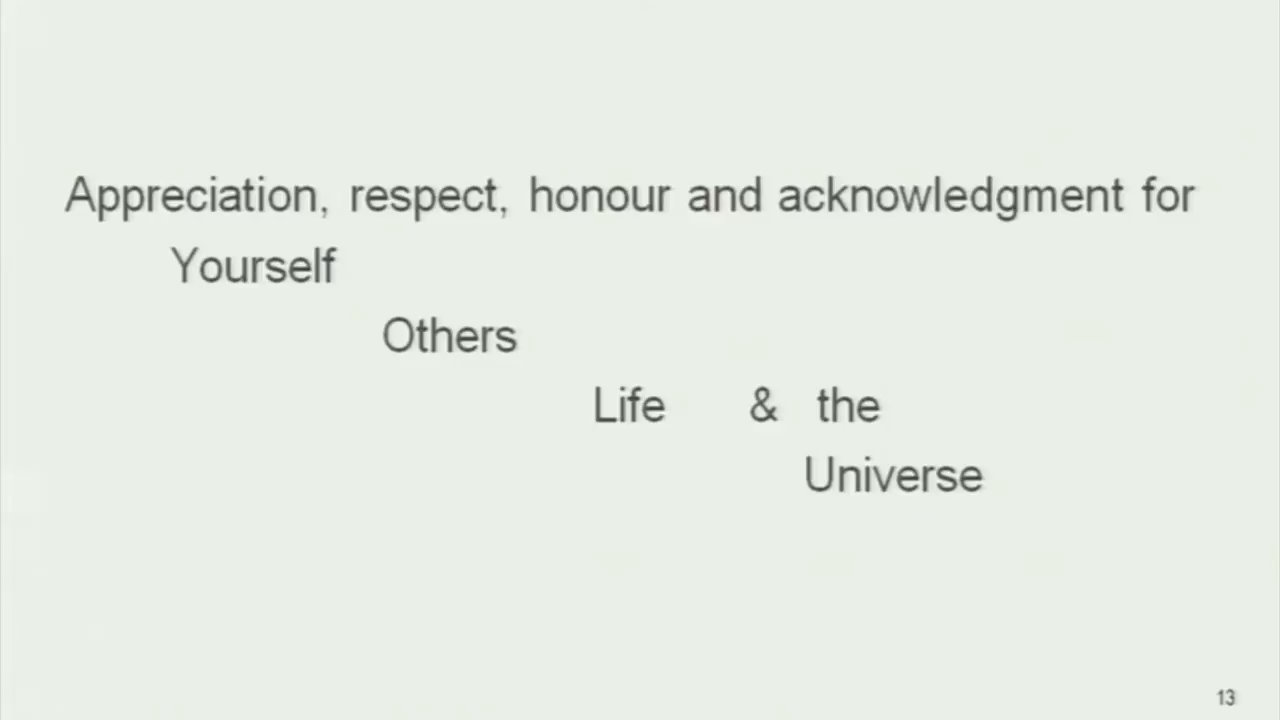 Appreciation, respect, honour and acknowledgment for
Yourself
Others
Life & the
Universe
13